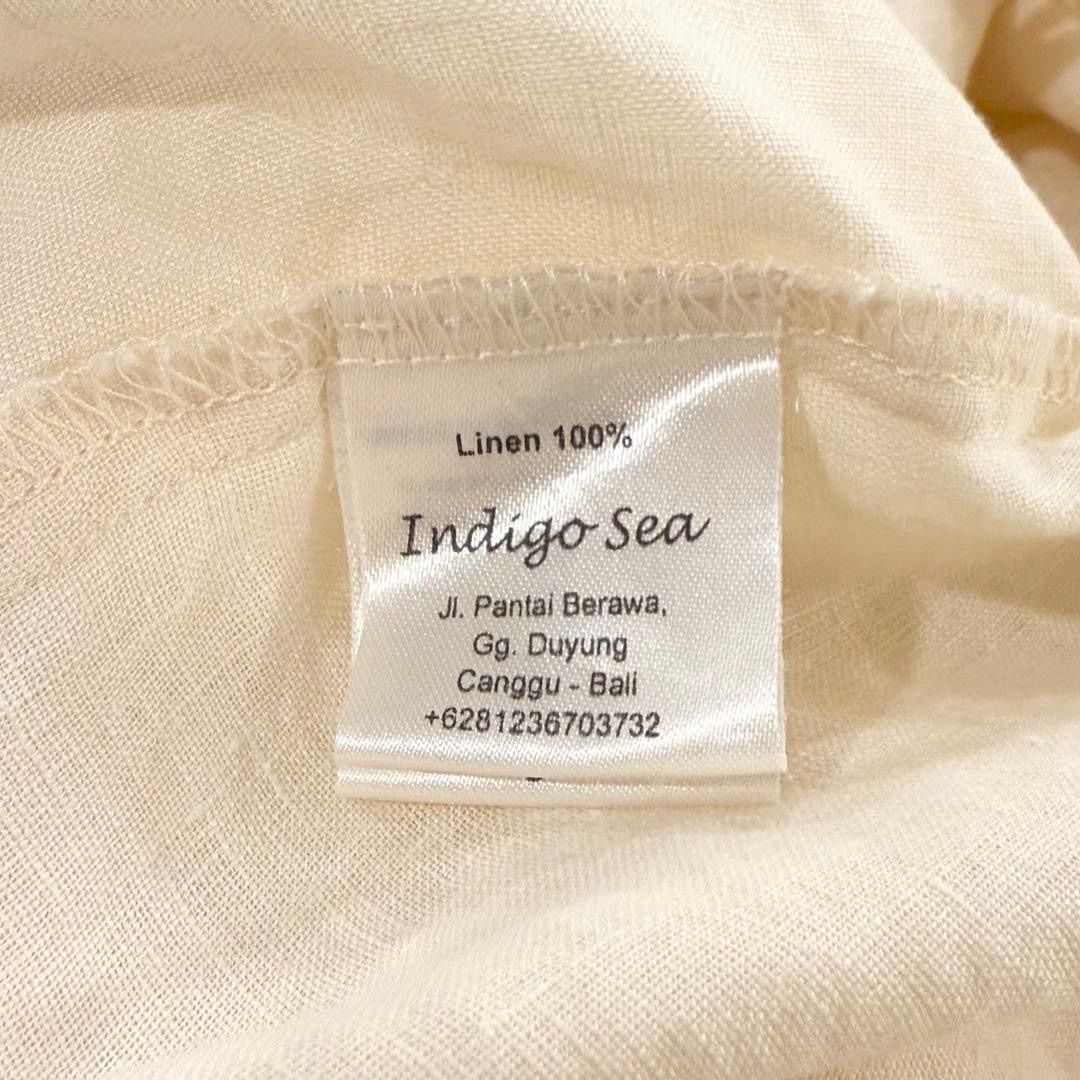 Linen 100%
Indigo Sea
Jl. Pantai Berawa,
Gg. Duyung
Canggu - Bali
+6281236703732